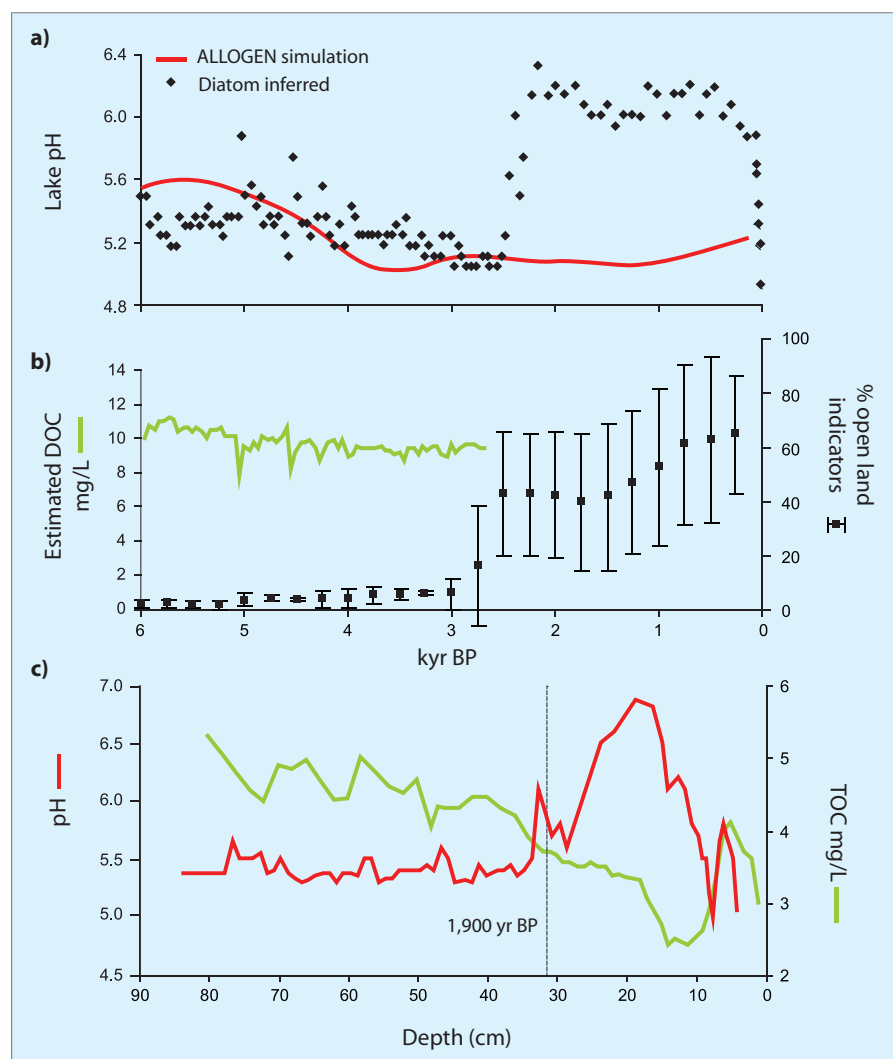 a)
ALLOGEN simulation
Diatom inferred
Lake pH
6.4
6.0
5.6
5.2
4.8
b)
Estimated DOC
mg/L
14
12
10
8
6
4
2
0
100
80
60
40
20
0
% open land
indicators
6 5 4 3 2 1 0
kyr BP
c)
pH
7.0
6.5
6.0
5.5
5.0
4.5
1,900 yr BP
6
5
4
3
2
TOC mg/L
90 80 70 60 50 40 30 20 10 0
Depth (cm)